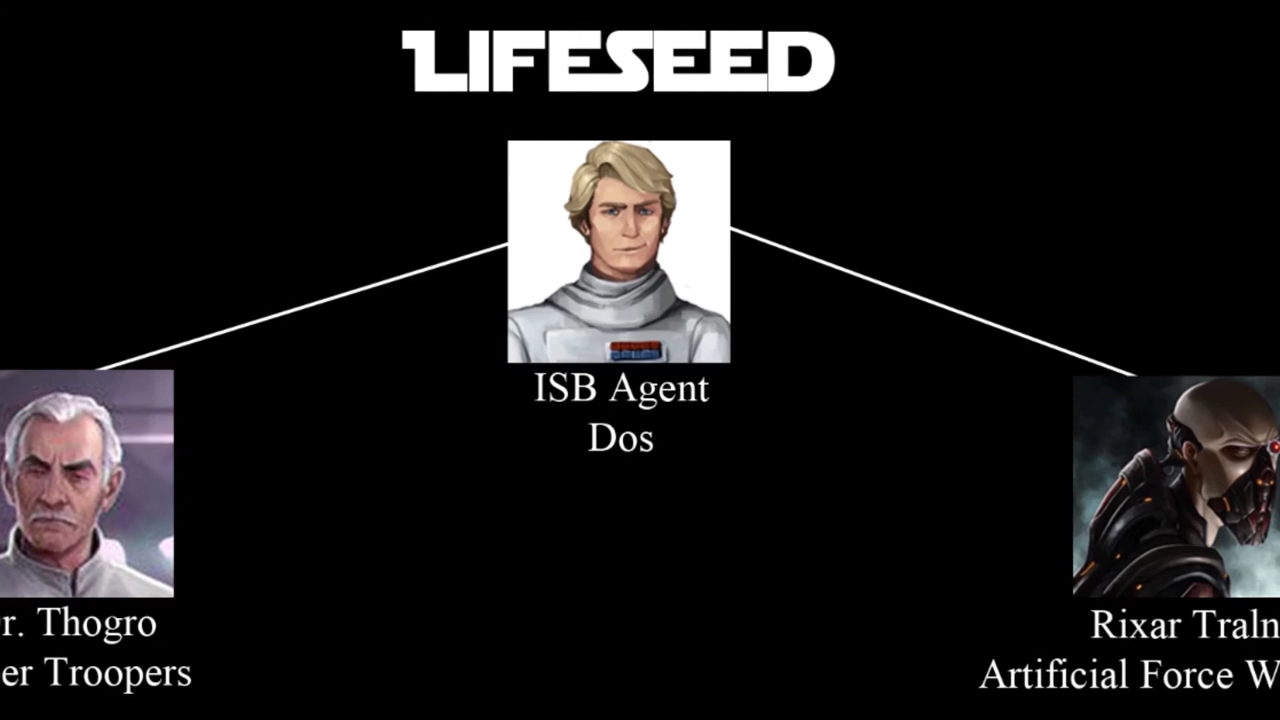 LIFESEED
ISB Agent
Dos
r. Thogro
er Troopers
Rixar Traln
Artificial Force W